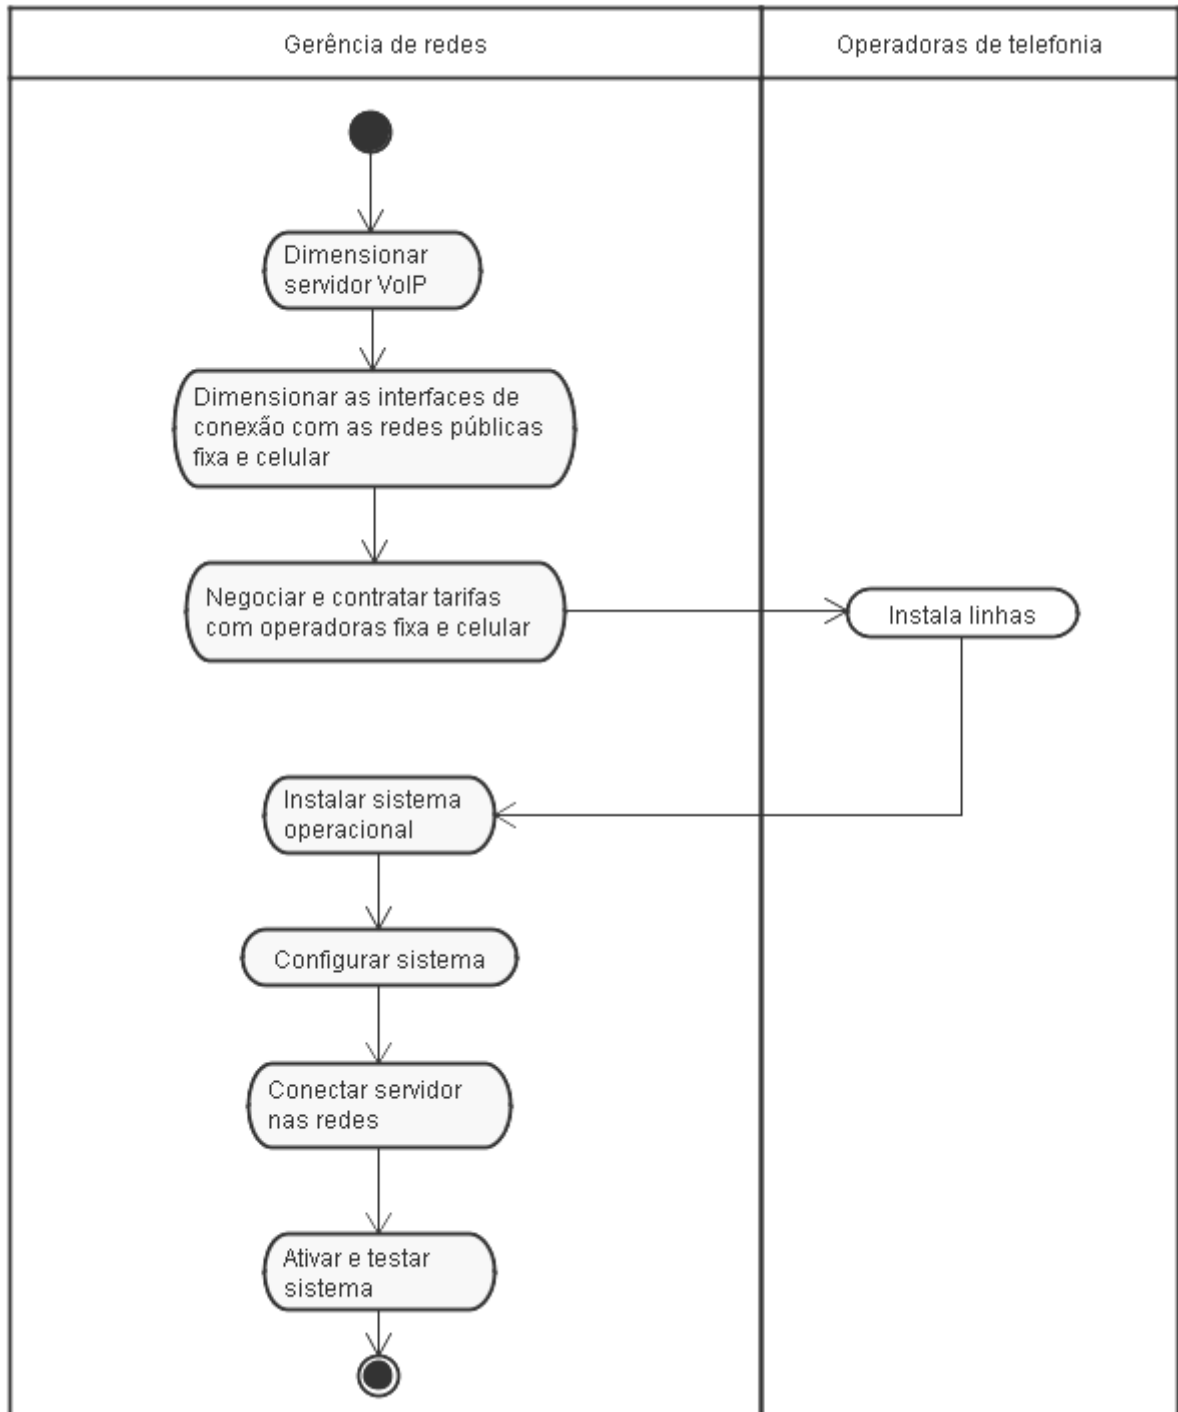 Gerência de redes
Operadoras de telefonia
Dimensionar
servidor VoIP
Dimensionar as interfaces de
conexão com as redes públicas
fixa e celular
Negociar e contratar tarifas
com operadoras fixa e celular
Instala linhas
Instalar sistema
operacional
Configurar sistema
Conectar servidor
nas redes
Ativar e testar
sistema